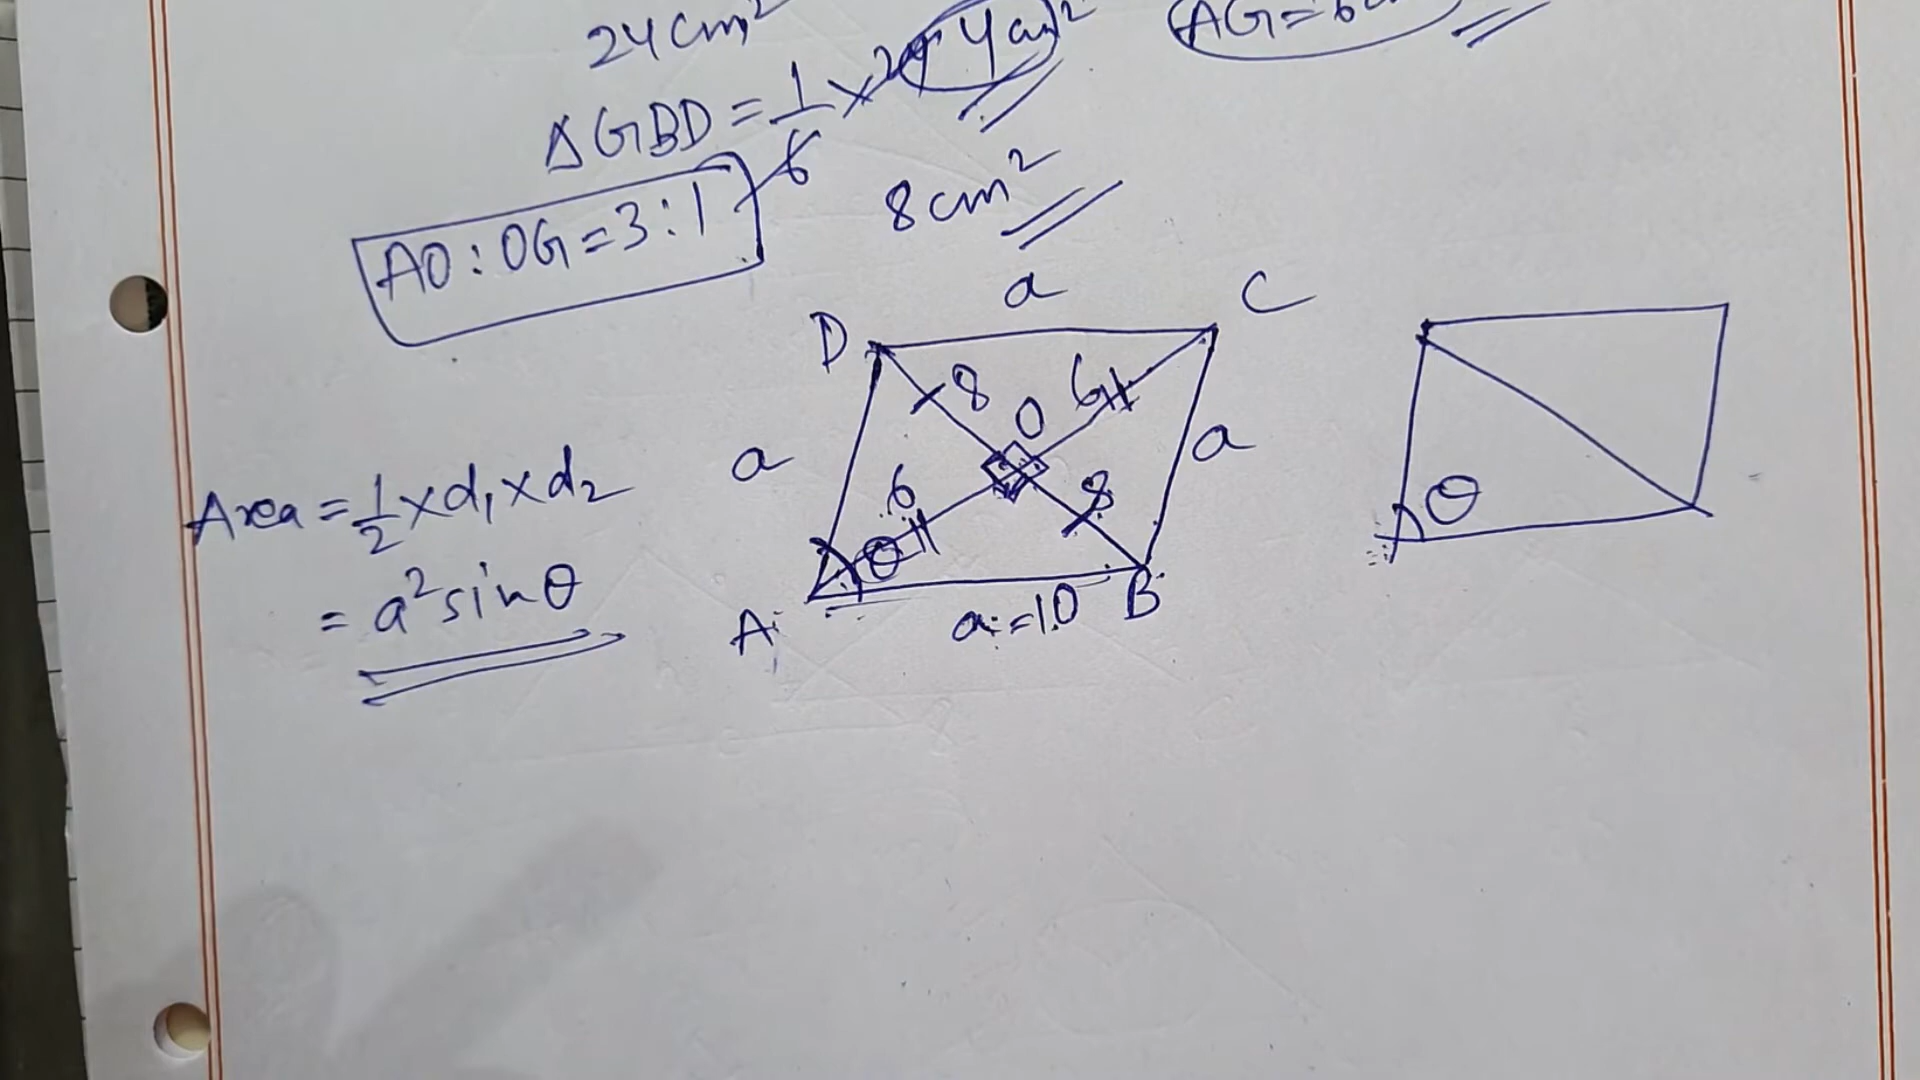 24 cm²
4 cm²
AG=6
ΔGBD = 1/6 × 24
8 cm²
AO : OG = 3 : 1
a
D
C
8
6
O
a
a
θ
6
8
Area = 1/2 × d₁ × d₂
θ
= a² sin θ
A
a = 10
B